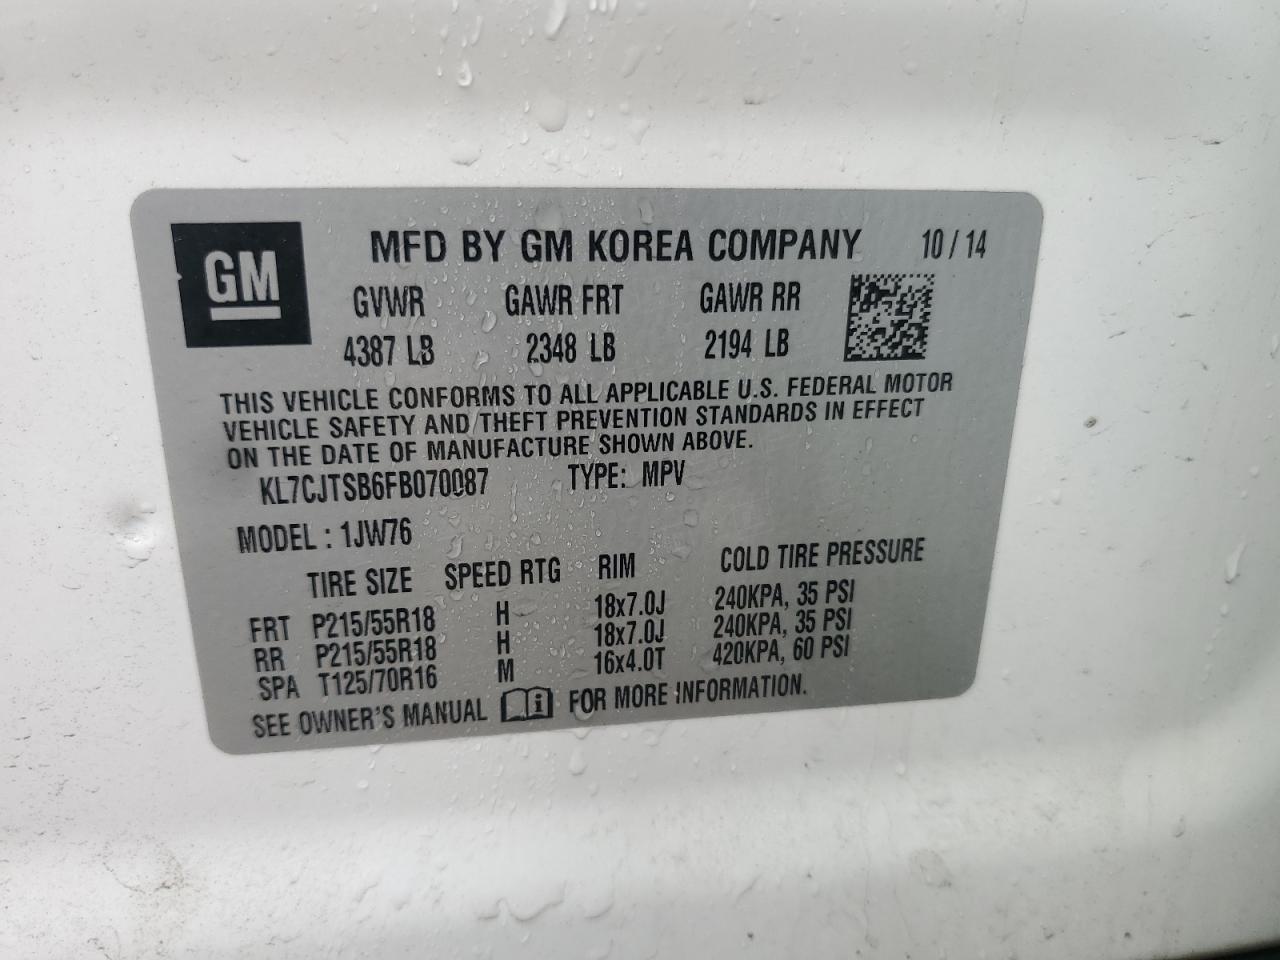 GM
MFD BY GM KOREA COMPANY 10/14
GVWR GAWR FRT GAWR RR
4387 LB 2348 LB 2194 LB
THIS VEHICLE CONFORMS TO ALL APPLICABLE U.S. FEDERAL MOTOR
VEHICLE SAFETY AND THEFT PREVENTION STANDARDS IN EFFECT
ON THE DATE OF MANUFACTURE SHOWN ABOVE.
KL7CJTSB6FB070087 TYPE: MPV
MODEL : 1JW76
TIRE SIZE SPEED RTG RIM COLD TIRE PRESSURE
FRT P215/55R18 H 18x7.0J 240KPA, 35 PSI
RR P215/55R18 H 18x7.0J 240KPA, 35 PSI
SPA T125/70R16 M 16x4.0T 420KPA, 60 PSI
SEE OWNER'S MANUAL i FOR MORE INFORMATION.